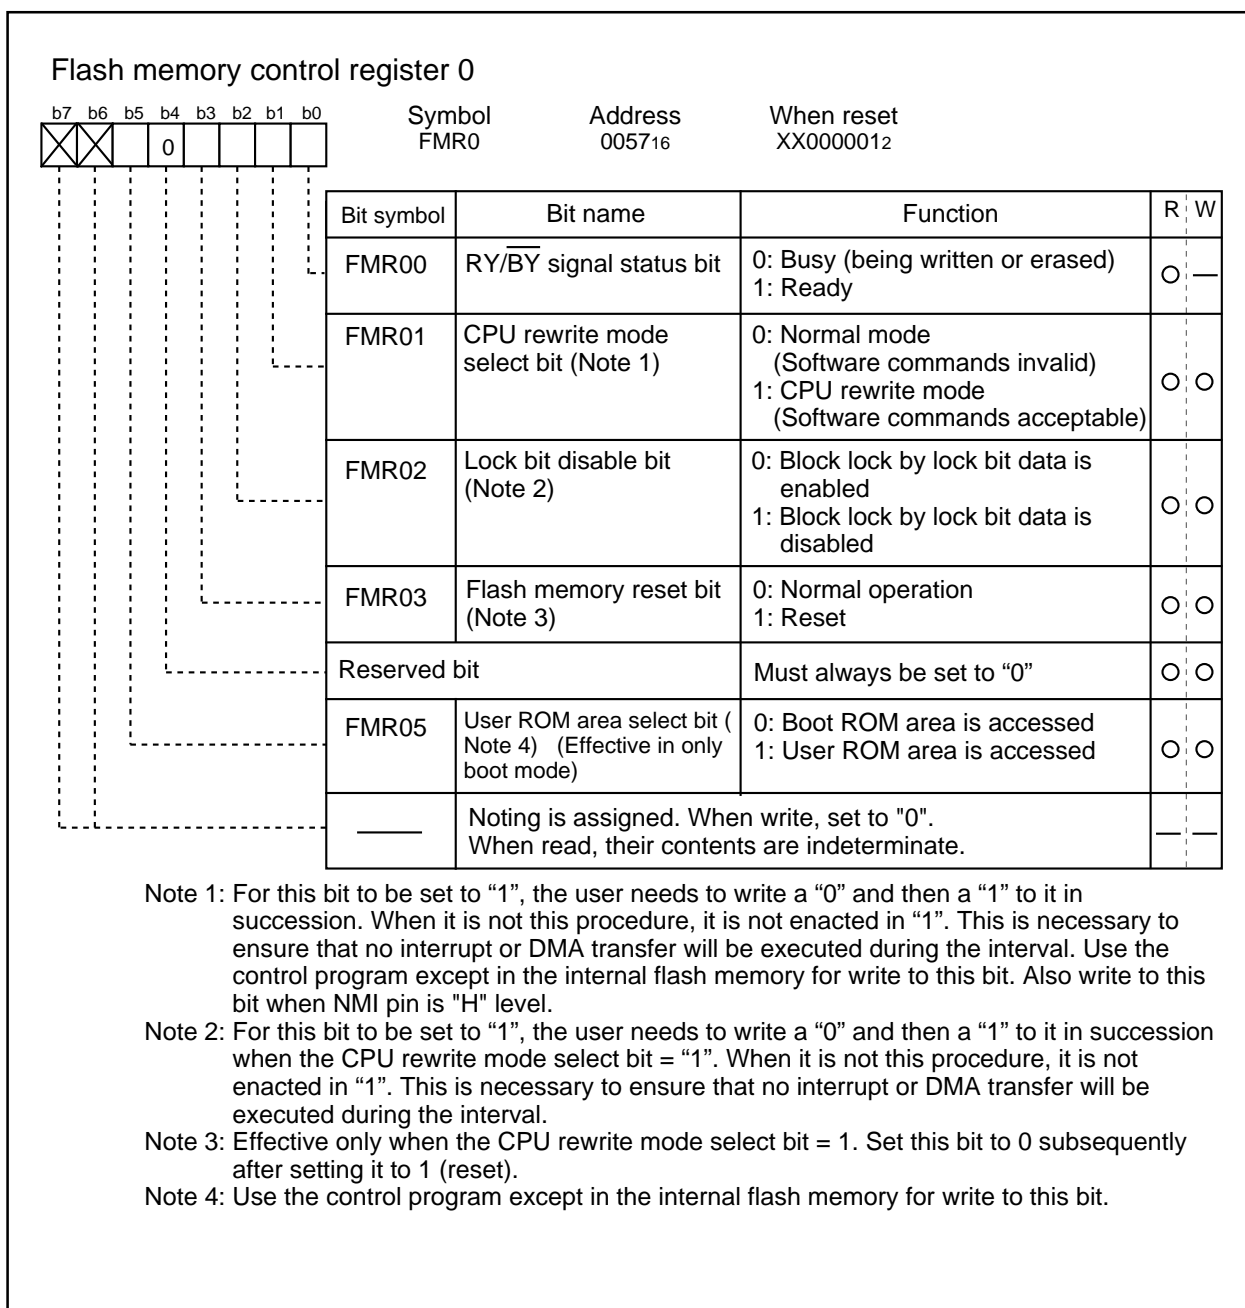 Flash memory control register 0
b7 b6 b5 b4 b3 b2 b1 b0
0
Symbol Address When reset
FMR0 005716 XX0000012
Bit symbol Bit name Function R W
FMR00 RY/BY signal status bit 0: Busy (being written or erased)
1: Ready
FMR01 CPU rewrite mode 0: Normal mode
select bit (Note 1) (Software commands invalid)
1: CPU rewrite mode
(Software commands acceptable)
FMR02 Lock bit disable bit 0: Block lock by lock bit data is
(Note 2) enabled
1: Block lock by lock bit data is
disabled
FMR03 Flash memory reset bit 0: Normal operation
(Note 3) 1: Reset
Reserved bit Must always be set to “0”
FMR05 User ROM area select bit ( 0: Boot ROM area is accessed
Note 4) (Effective in only 1: User ROM area is accessed
boot mode)
Noting is assigned. When write, set to "0".
When read, their contents are indeterminate.
Note 1: For this bit to be set to “1”, the user needs to write a “0” and then a “1” to it in
succession. When it is not this procedure, it is not enacted in “1”. This is necessary to
ensure that no interrupt or DMA transfer will be executed during the interval. Use the
control program except in the internal flash memory for write to this bit. Also write to this
bit when NMI pin is "H" level.
Note 2: For this bit to be set to “1”, the user needs to write a “0” and then a “1” to it in succession
when the CPU rewrite mode select bit = “1”. When it is not this procedure, it is not
enacted in “1”. This is necessary to ensure that no interrupt or DMA transfer will be
executed during the interval.
Note 3: Effective only when the CPU rewrite mode select bit = 1. Set this bit to 0 subsequently
after setting it to 1 (reset).
Note 4: Use the control program except in the internal flash memory for write to this bit.